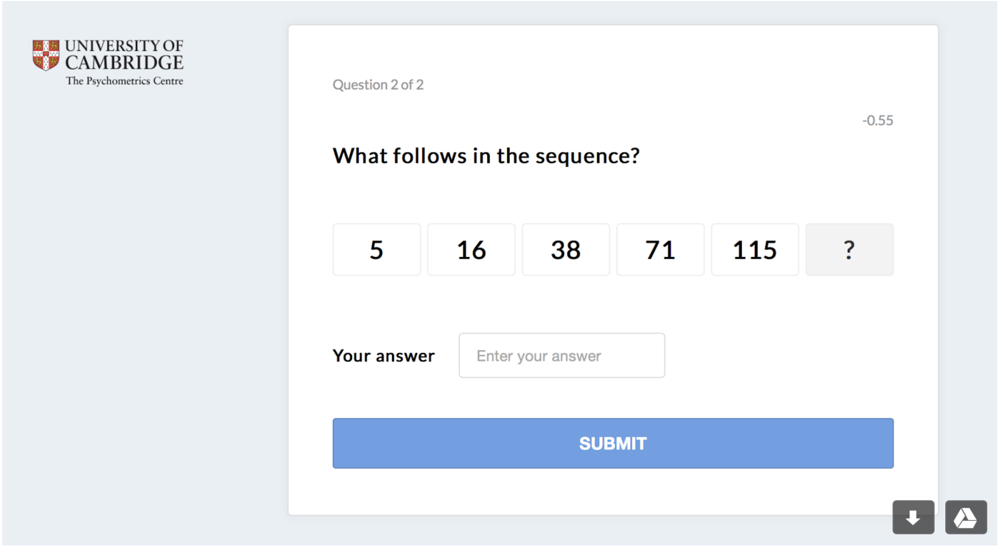 UNIVERSITY OF
CAMBRIDGE
The Psychometrics Centre
Question 2 of 2
-0.55
What follows in the sequence?
5 16 38 71 115 ?
Your answer Enter your answer
SUBMIT